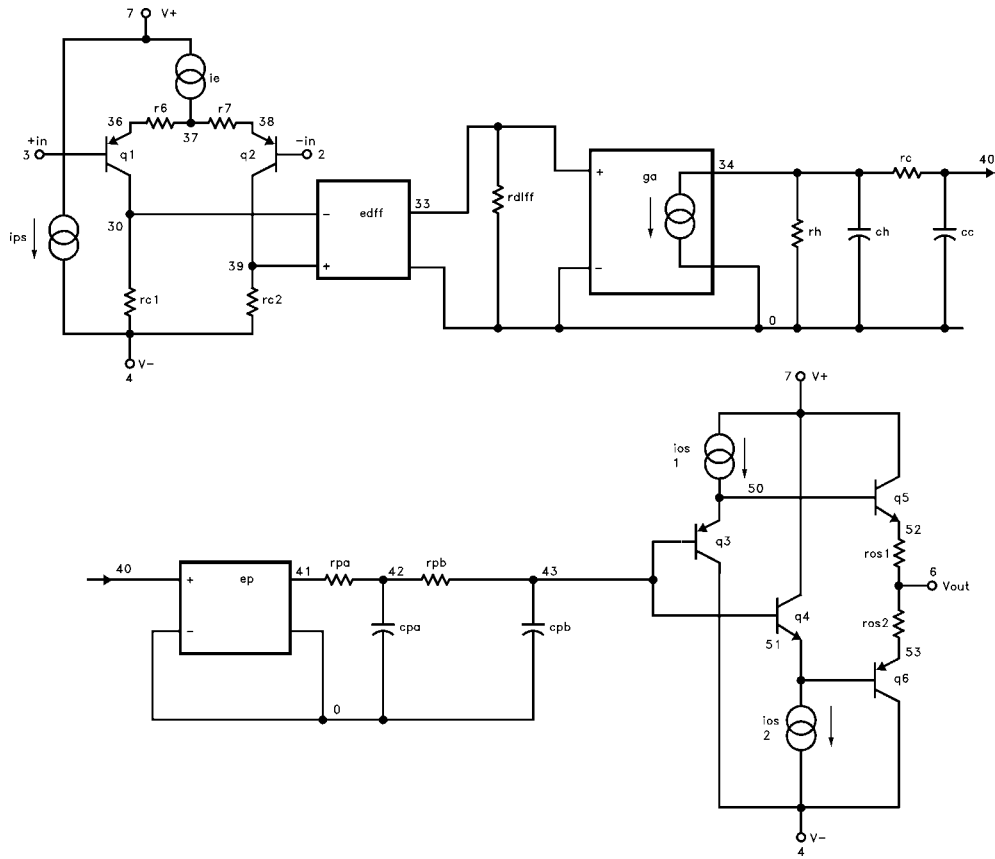 7 V+
ie
36 r6 37 r7 38
+in
3
q1
q2
-in
2
30
39
ips
rc1
rc2
V-
4
-
edff
+
33
rdiff
+
ga
-
34
rc
40
rh
ch
cc
0
40
+
ep
-
41 rpa 42 rpb 43
cpa
cpb
0
7 V+
ios
1
50
q3
q5
52
ros1
6
Vout
q4
51
ros2
53
q6
ios
2
V-
4